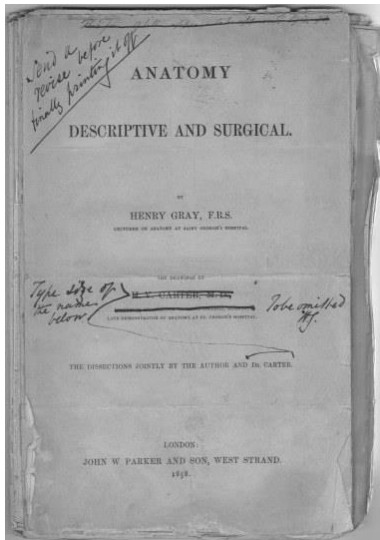 Send a
revise before
finally printing it off
ANATOMY
DESCRIPTIVE AND SURGICAL.
BY
HENRY GRAY, F.R.S.
LECTURER ON ANATOMY AT SAINT GEORGE'S HOSPITAL.
THE DRAWINGS BY
H. V. CARTER, M.D.
LATE DEMONSTRATOR OF ANATOMY AT ST. GEORGE'S HOSPITAL.
Type size of
the names
below
To be omitted
HG.
THE DISSECTIONS JOINTLY BY THE AUTHOR AND DR. CARTER.
LONDON:
JOHN W PARKER AND SON, WEST STRAND.
1858.